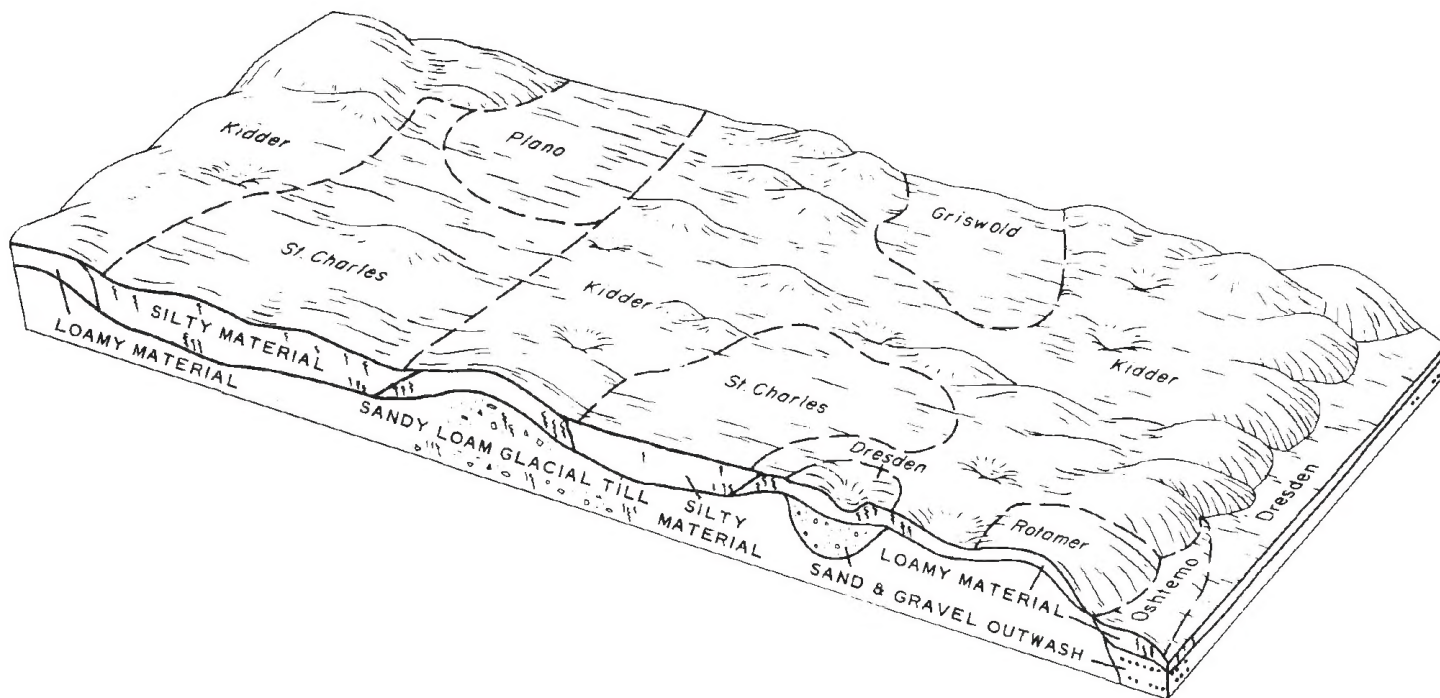 Kidder
Plano
Griswold
St. Charles
Kidder
Kidder
St. Charles
Dresden
Dresden
Rotamer
Oshtemo
SILTY MATERIAL
LOAMY MATERIAL
SANDY LOAM GLACIAL TILL
SILTY
MATERIAL
LOAMY MATERIAL
SAND & GRAVEL OUTWASH